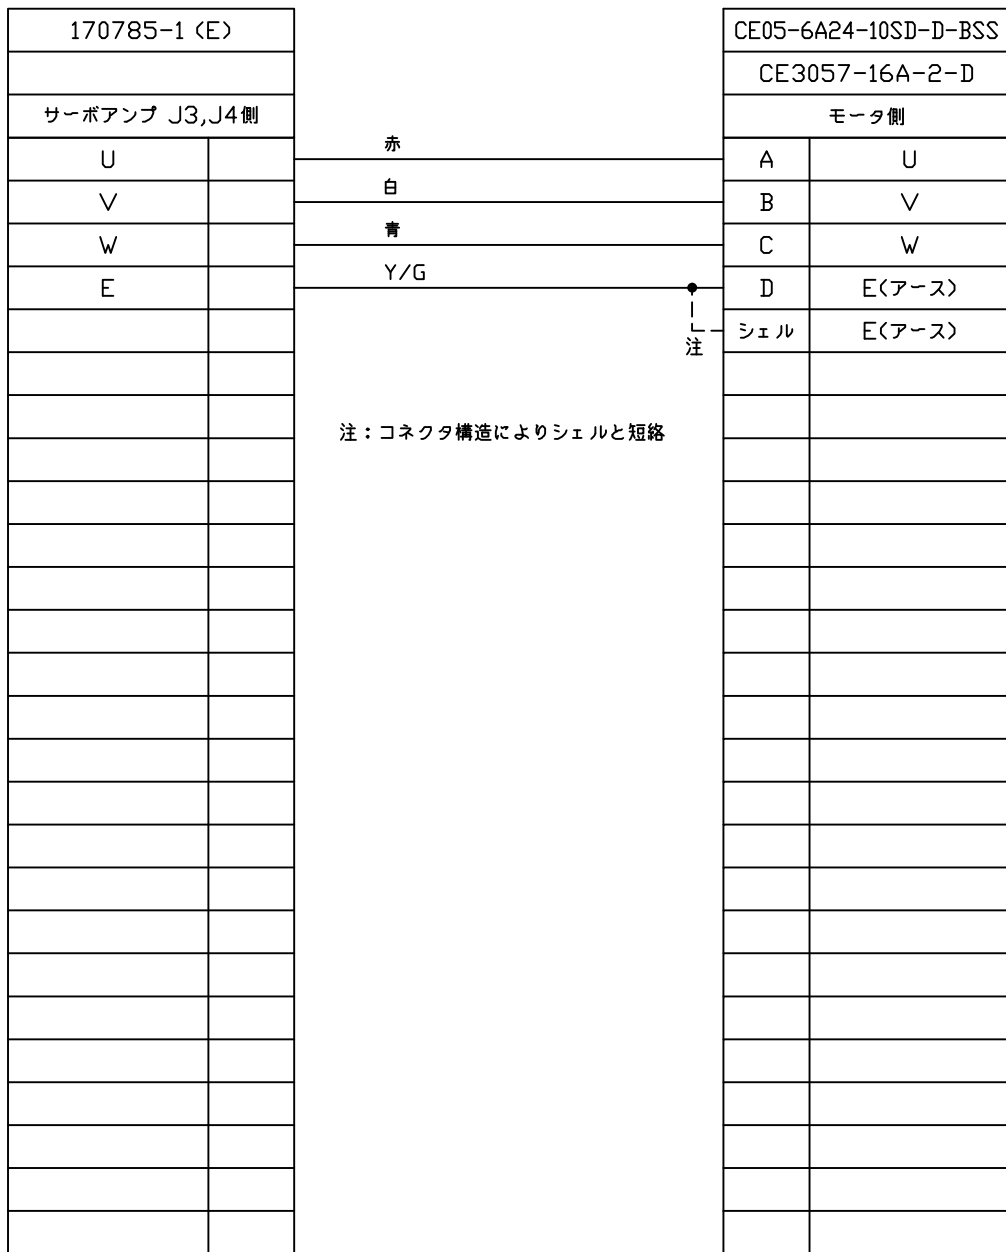 170785-1 (E)
CE05-6A24-10SD-D-BSS
CE3057-16A-2-D
サーボアンプ J3,J4側
モータ側
U 赤 A U
V 白 B V
W 青 C W
E Y/G D E(アース)
シェル E(アース)
注
注：コネクタ構造によりシェルと短絡